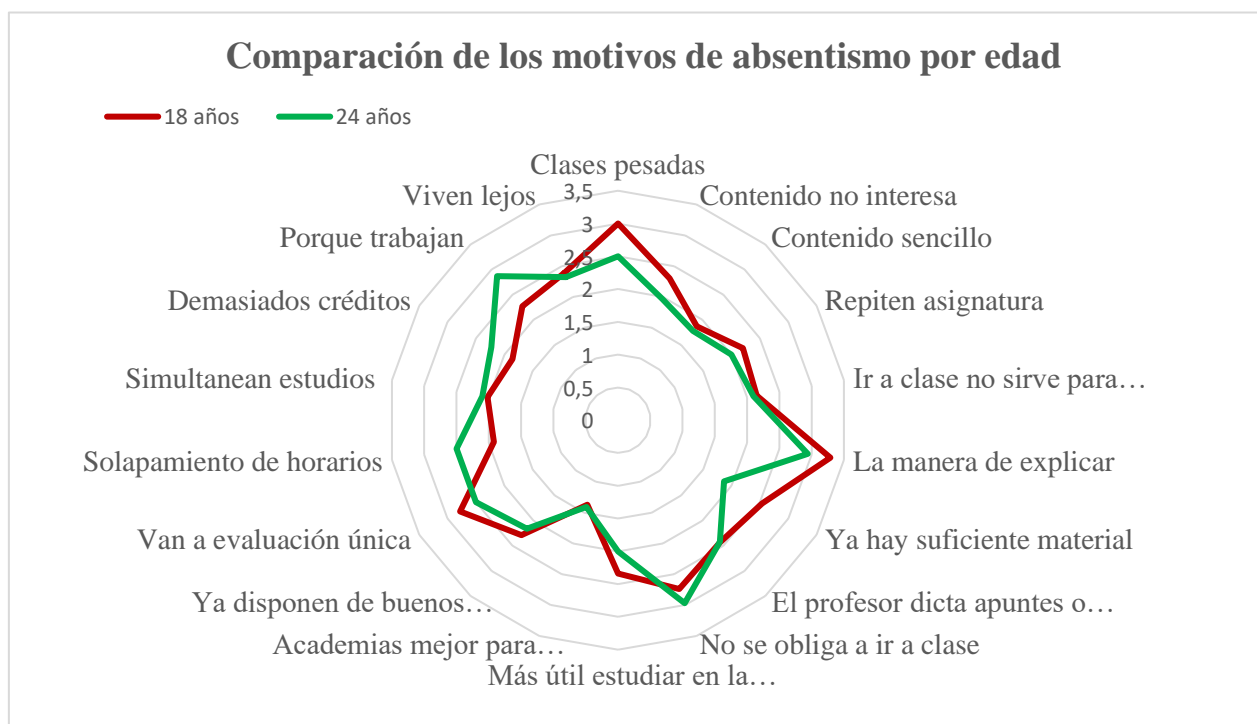 Comparación de los motivos de absentismo por edad
18 años
24 años
Clases pesadas
Contenido no interesa
Contenido sencillo
Repiten asignatura
Ir a clase no sirve para…
La manera de explicar
Ya hay suficiente material
El profesor dicta apuntes o…
No se obliga a ir a clase
Más útil estudiar en la…
Academias mejor para…
Ya disponen de buenos…
Van a evaluación única
Solapamiento de horarios
Simultanean estudios
Demasiados créditos
Porque trabajan
Viven lejos
3,5
3
2,5
2
1,5
1
0,5
0